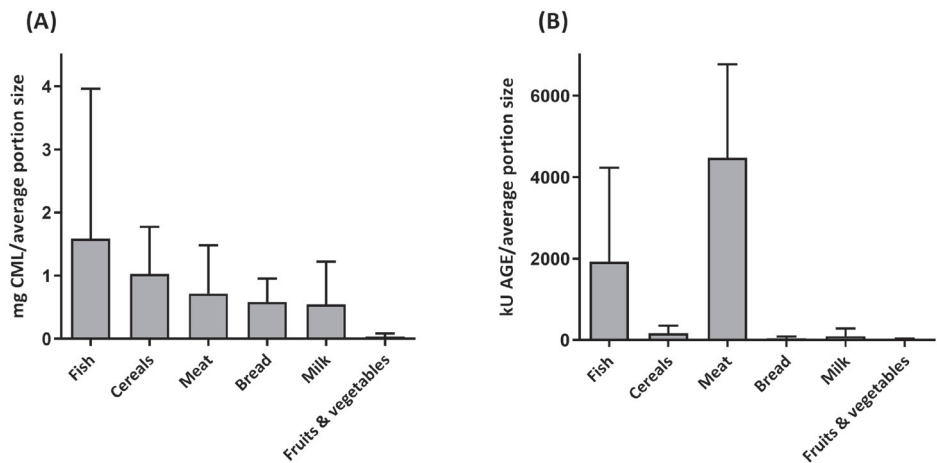 (A)
mg CML/average portion size
4
3
2
1
0
Fish
Cereals
Meat
Bread
Milk
Fruits & vegetables
(B)
kU AGE/average portion size
6000
4000
2000
0
Fish
Cereals
Meat
Bread
Milk
Fruits & vegetables